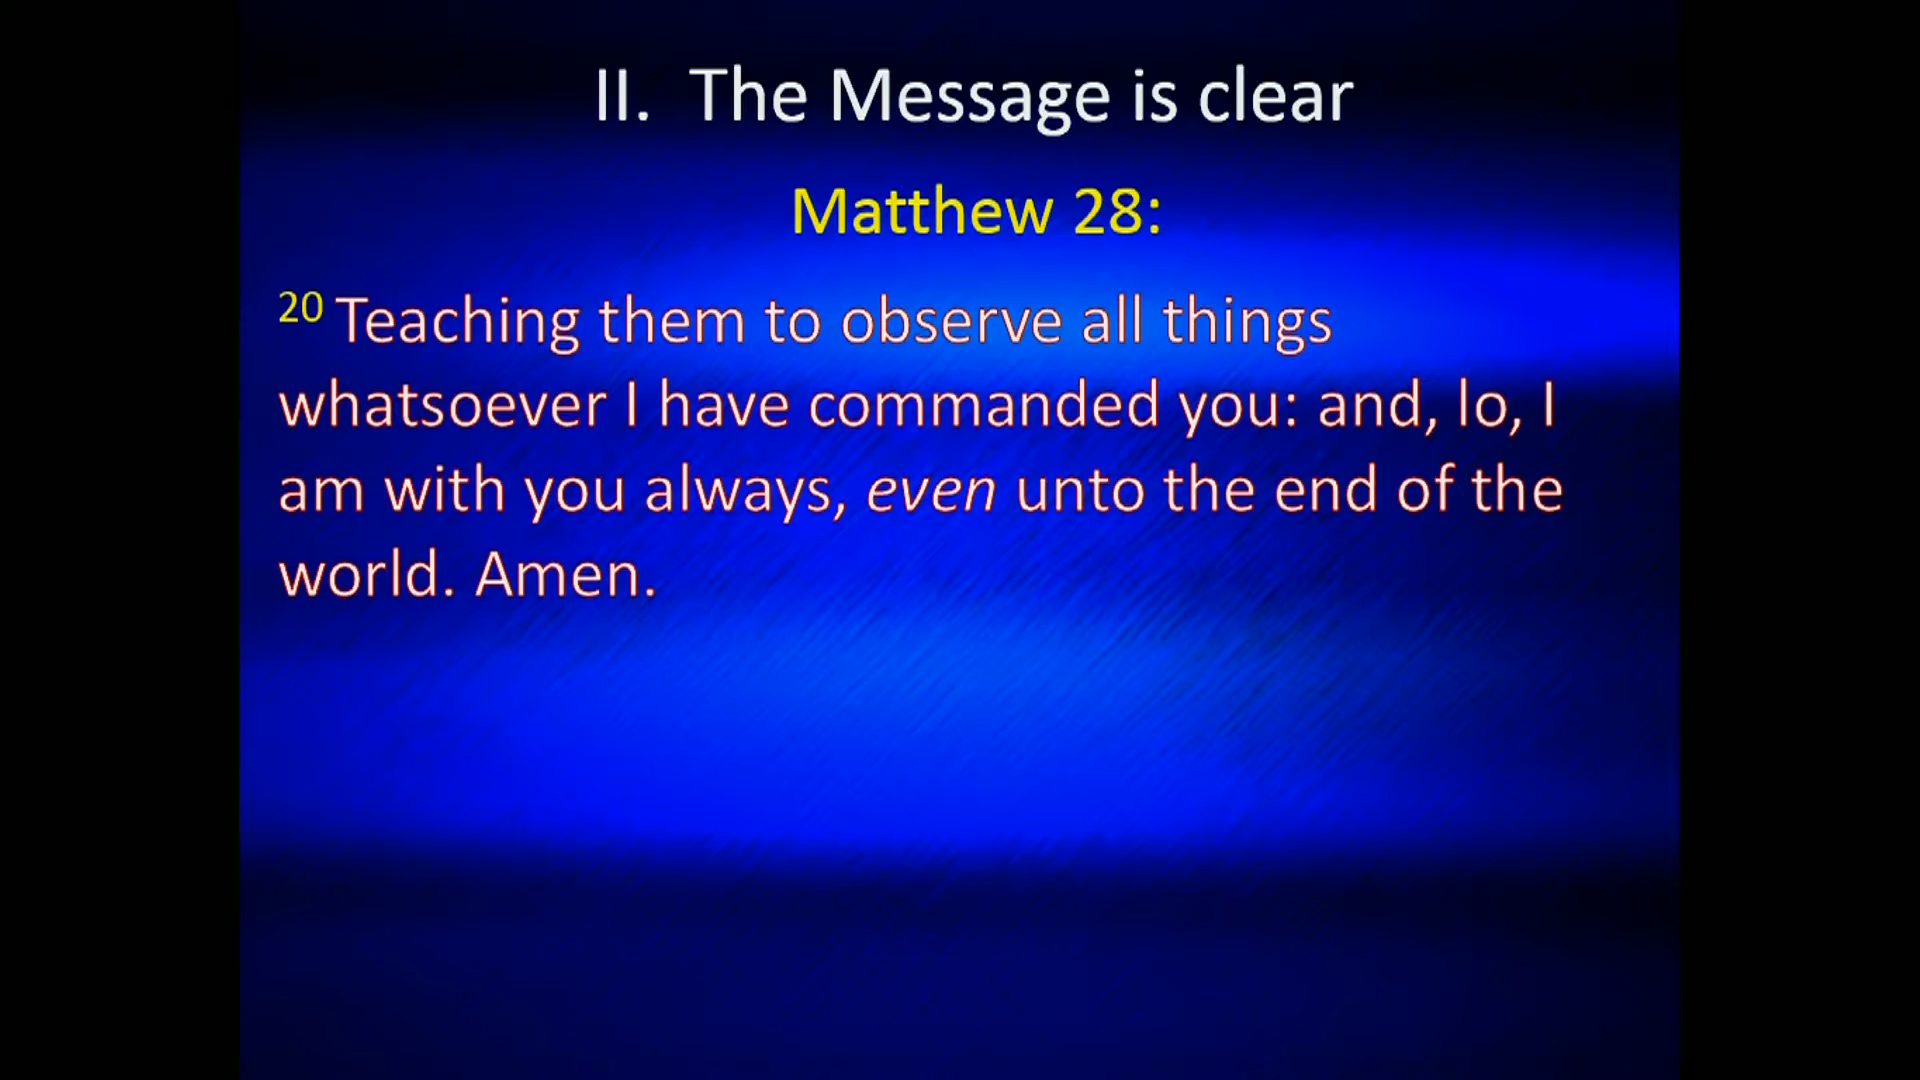 II. The Message is clear
Matthew 28:
20 Teaching them to observe all things
whatsoever I have commanded you: and, lo, I
am with you always, even unto the end of the
world. Amen.